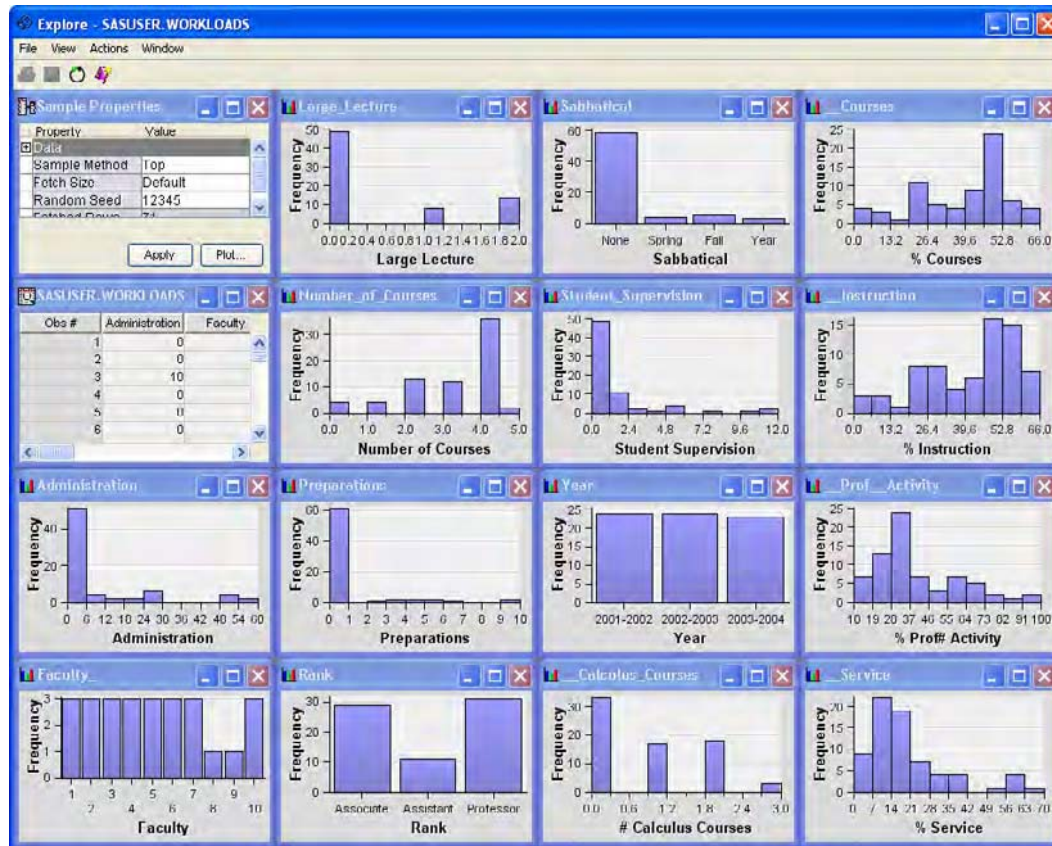 Explore - SASUSER.WORKLOADS
File View Actions Window
Sample Properties
Property Value
Data
Sample Method Top
Fetch Size Default
Random Seed 12345
Fetched Rows 71
Apply Plot...
Large_Lecture
Frequency
50
40
30
20
10
0
0.0 0.2 0.4 0.6 0.8 1.0 1.2 1.4 1.6 1.8 2.0
Large Lecture
Sabbatical
Frequency
60
40
20
0
None Spring Fall Year
Sabbatical
__Courses
Frequency
25
20
15
10
5
0
0.0 13.2 26.4 39.6 52.8 66.0
% Courses
SASUSER.WORKLOADS
Obs # Administration Faculty
1 0
2 0
3 10
4 0
5 0
6 0
Number_of_Courses
Frequency
30
20
10
0
0.0 1.0 2.0 3.0 4.0 5.0
Number of Courses
Student_Supervision
Frequency
50
40
30
20
10
0
0.0 2.4 4.8 7.2 9.6 12.0
Student Supervision
__Instruction
Frequency
15
10
5
0
0.0 13.2 26.4 39.6 52.8 66.0
% Instruction
Administration
Frequency
40
20
0
0 6 12 18 24 30 36 42 48 54 60
Administration
Preparations
Frequency
60
40
20
0
0 1 2 3 4 5 6 7 8 9 10
Preparations
Year
Frequency
25
20
15
10
5
0
2001-2002 2002-2003 2003-2004
Year
__Prof__Activity
Frequency
25
20
15
10
5
0
10 19 28 37 46 55 64 73 82 91 100
% Prof# Activity
Faculty_
Frequency
3
2
1
0
1 3 5 7 9
2 4 6 8 10
Faculty
Rank
Frequency
30
20
10
0
Associate Assistant Professor
Rank
__Calculus_Courses
Frequency
30
20
10
0
0.0 0.6 1.2 1.8 2.4 3.0
# Calculus Courses
__Service
Frequency
20
15
10
5
0
0 7 14 21 28 35 42 49 56 63 70
% Service